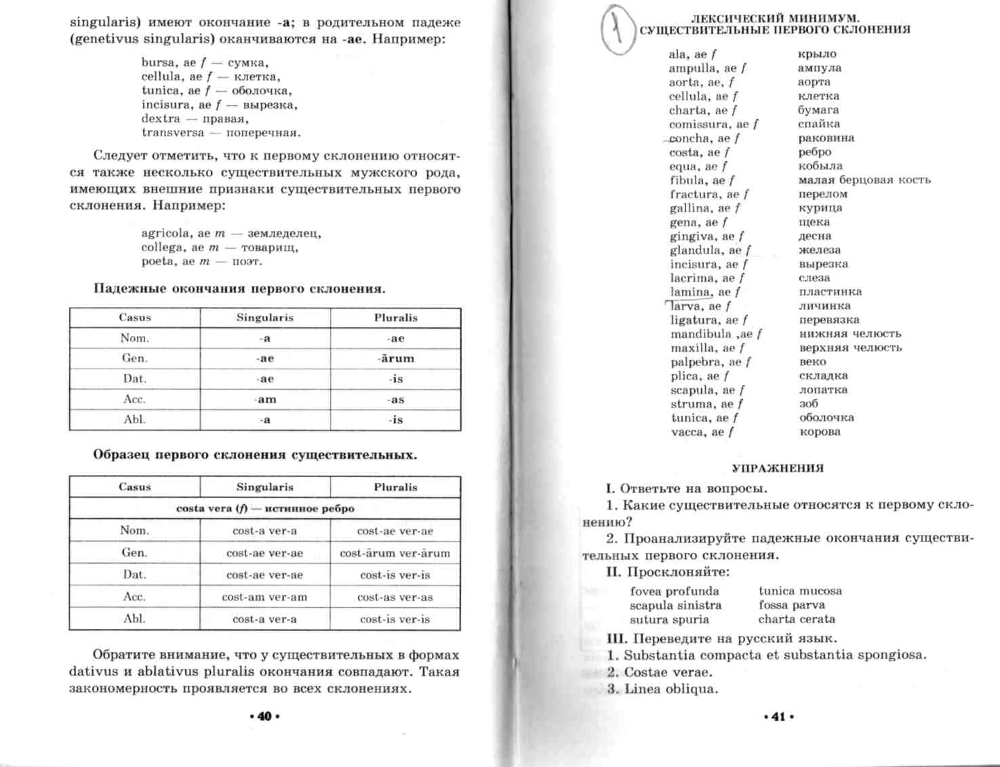 singularis) имеют окончание -а; в родительном падеже
(genetivus singularis) оканчиваются на -ae. Например:
bursa, ae f — сумка,
cellula, ae f — клетка,
tunica, ae f — оболочка,
incisura, ae f — вырезка,
dextra — правая,
transversa — поперечная.
Следует отметить, что к первому склонению относят-
ся также несколько существительных мужского рода,
имеющих внешние признаки существительных первого
склонения. Например:
agricola, ae m — земледелец,
collega, ae m — товарищ,
poeta, ae m — поэт.
Падежные окончания первого склонения.
Casus Singularis Pluralis
Nom. -a -ae
Gen. -ae -ārum
Dat. -ae -is
Acc. -am -as
Abl. -a -is
Образец первого склонения существительных.
Casus Singularis Pluralis
costa vera (f) — истинное ребро
Nom. cost-a ver-a cost-ae ver-ae
Gen. cost-ae ver-ae cost-ārum ver-ārum
Dat. cost-ae ver-ae cost-is ver-is
Acc. cost-am ver-am cost-as ver-as
Abl. cost-a ver-a cost-is ver-is
Обратите внимание, что у существительных в формах
dativus и ablativus pluralis окончания совпадают. Такая
закономерность проявляется во всех склонениях.
• 40 •
1
ЛЕКСИЧЕСКИЙ МИНИМУМ.
СУЩЕСТВИТЕЛЬНЫЕ ПЕРВОГО СКЛОНЕНИЯ
ala, ae f крыло
ampulla, ae f ампула
aorta, ae, f аорта
cellula, ae f клетка
charta, ae f бумага
comissura, ae f спайка
concha, ae f раковина
costa, ae f ребро
equa, ae f кобыла
fibula, ae f малая берцовая кость
fractura, ae f перелом
gallina, ae f курица
gena, ae f щека
gingiva, ae f десна
glandula, ae f железа
incisura, ae f вырезка
lacrima, ae f слеза
lamina, ae f пластинка
larva, ae f личинка
ligatura, ae f перевязка
mandibula ,ae f нижняя челюсть
maxilla, ae f верхняя челюсть
palpebra, ae f веко
plica, ae f складка
scapula, ae f лопатка
struma, ae f зоб
tunica, ae f оболочка
vacca, ae f корова
УПРАЖНЕНИЯ
I. Ответьте на вопросы.
1. Какие существительные относятся к первому скло-
нению?
2. Проанализируйте падежные окончания существи-
тельных первого склонения.
II. Просклоняйте:
fovea profunda tunica mucosa
scapula sinistra fossa parva
sutura spuria charta cerata
III. Переведите на русский язык.
1. Substantia compacta et substantia spongiosa.
2. Costae verae.
3. Linea obliqua.
• 41 •